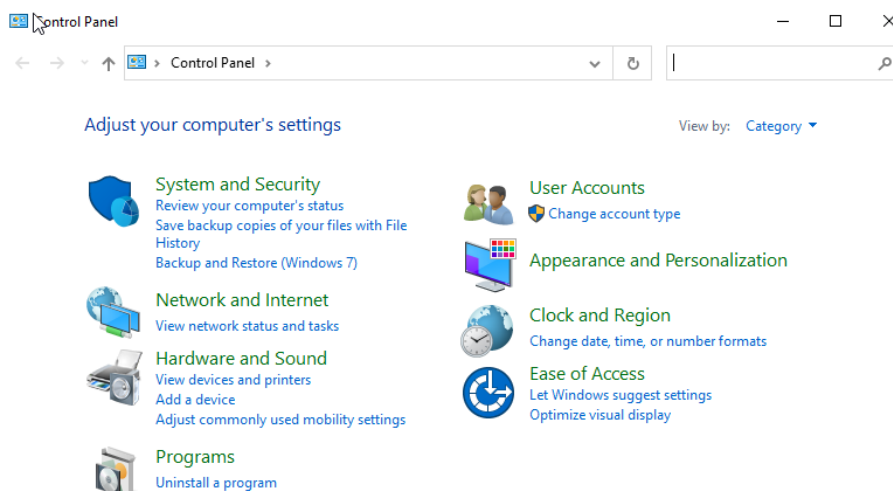 Control Panel
Control Panel
Adjust your computer's settings
View by: Category
System and Security
Review your computer's status
Save backup copies of your files with File
History
Backup and Restore (Windows 7)
Network and Internet
View network status and tasks
Hardware and Sound
View devices and printers
Add a device
Adjust commonly used mobility settings
Programs
Uninstall a program
User Accounts
Change account type
Appearance and Personalization
Clock and Region
Change date, time, or number formats
Ease of Access
Let Windows suggest settings
Optimize visual display